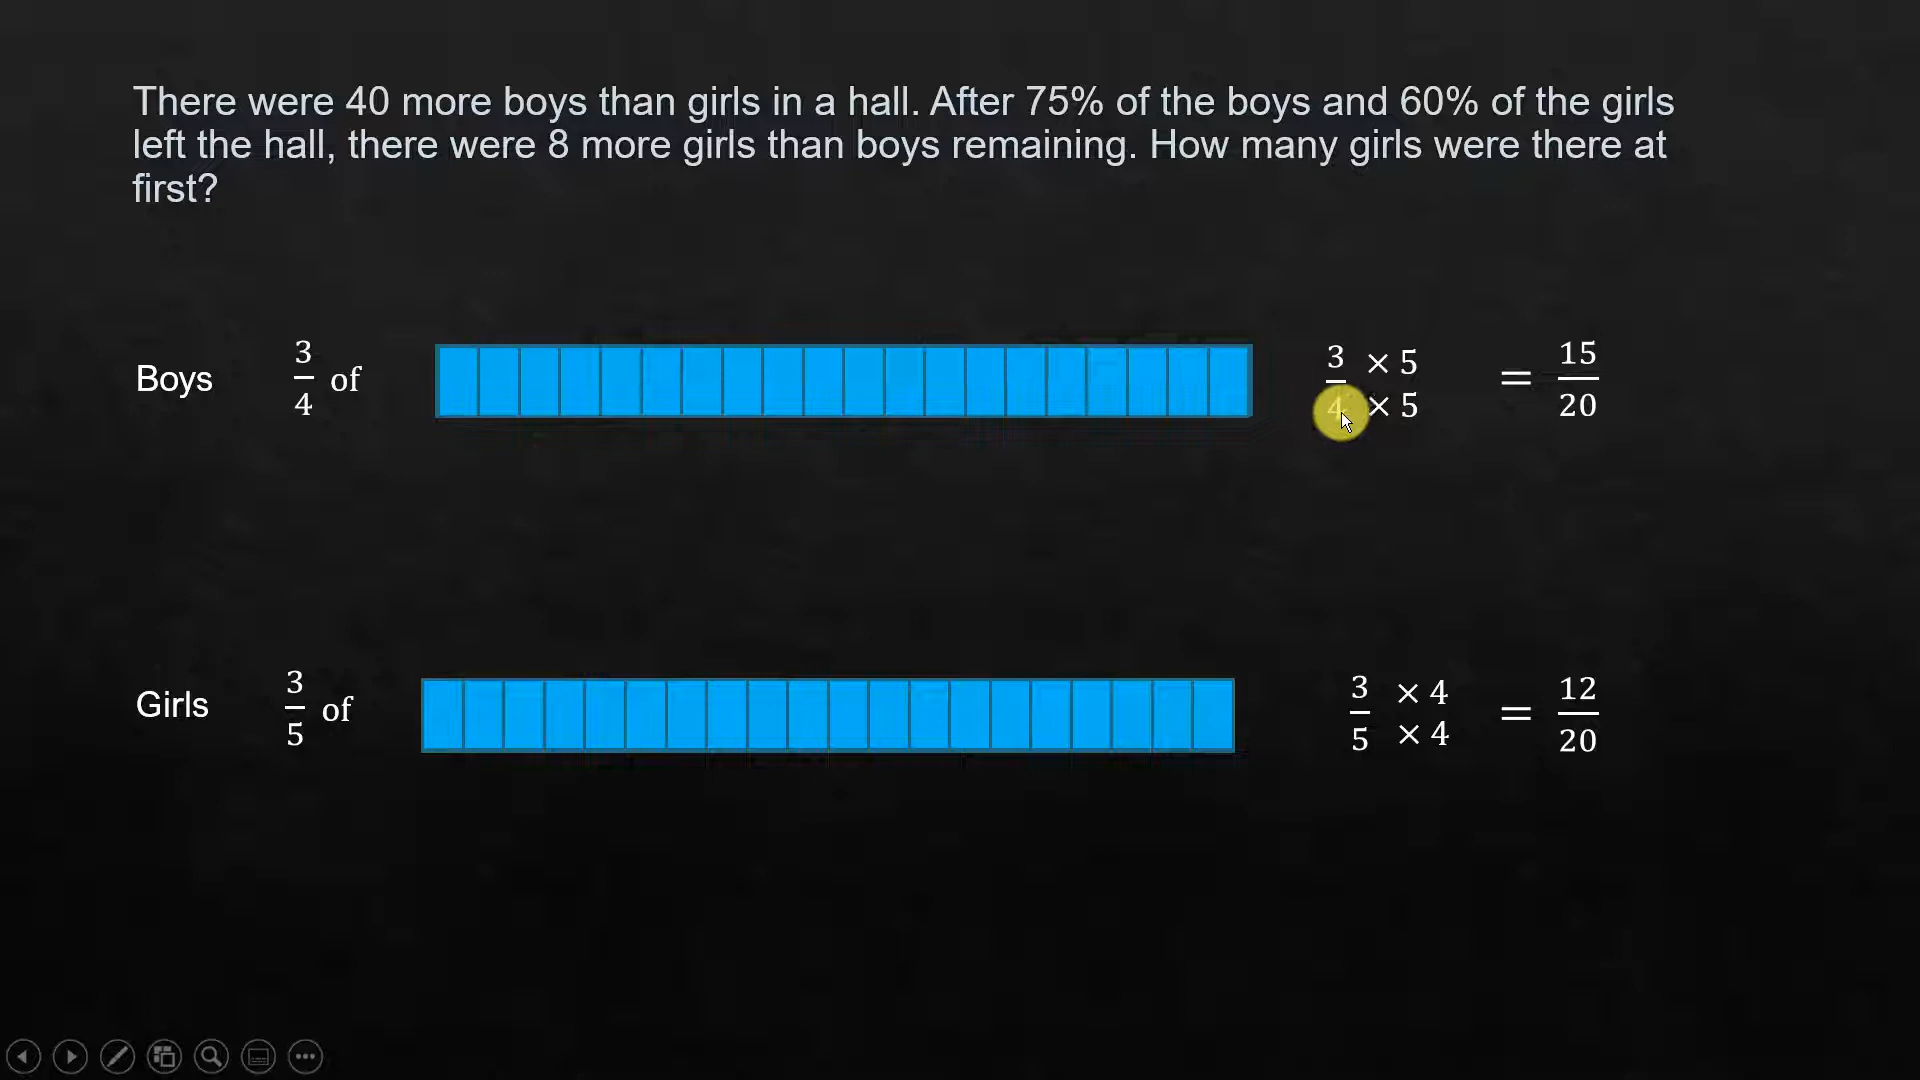 There were 40 more boys than girls in a hall. After 75% of the boys and 60% of the girls
left the hall, there were 8 more girls than boys remaining. How many girls were there at
first?
Boys 3/4 of 3/4 × 5 × 5 = 15/20
Girls 3/5 of 3/5 × 4 × 4 = 12/20